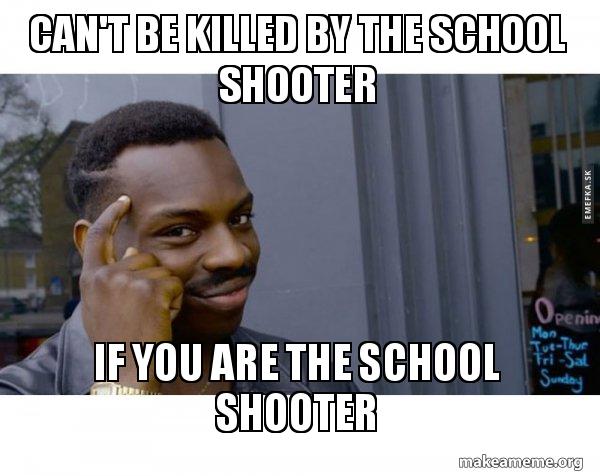 CAN'T BE KILLED BY THE SCHOOL
SHOOTER
EMEFKA.SK
Openin
Mon
Tue-Thur
Fri-Sat
Sunday
IF YOU ARE THE SCHOOL
SHOOTER
makeameme.org